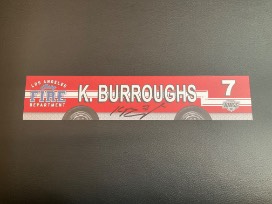 LOS ANGELES
FIRE
DEPARTMENT
K. BURROUGHS
7